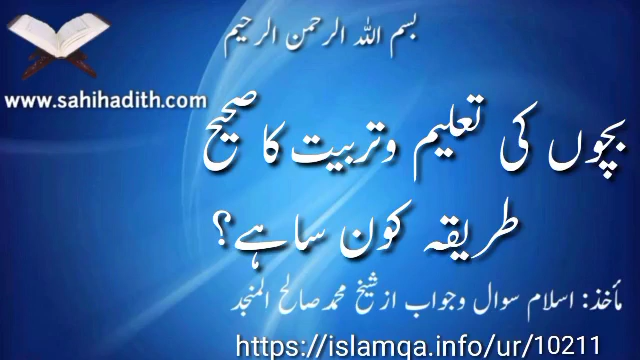 بسم اللہ الرحمن الرحیم
www.sahihadith.com
بچوں کی تعلیم وتربیت کا صحیح
طریقہ کون سا ہے؟
مأخذ: اسلام سوال وجواب از شیخ محمد صالح المنجد
https://islamqa.info/ur/10211